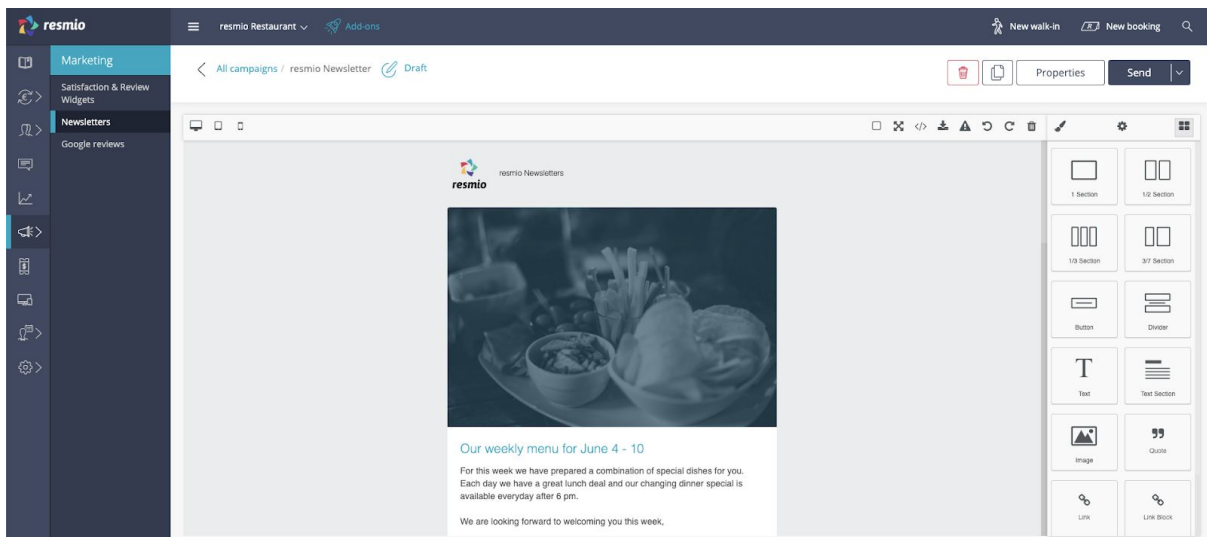 resmio
resmio Restaurant
Add-ons
New walk-in
New booking
Marketing
Satisfaction & Review
Widgets
Newsletters
Google reviews
All campaigns / resmio Newsletter
Draft
Properties
Send
resmio
resmio Newsletters
Our weekly menu for June 4 - 10
For this week we have prepared a combination of special dishes for you.
Each day we have a great lunch deal and our changing dinner special is
available everyday after 6 pm.
We are looking forward to welcoming you this week,
1 Section
1/2 Section
1/3 Section
3/7 Section
Button
Divider
Text
Text Section
Image
Quote
Link
Link Block